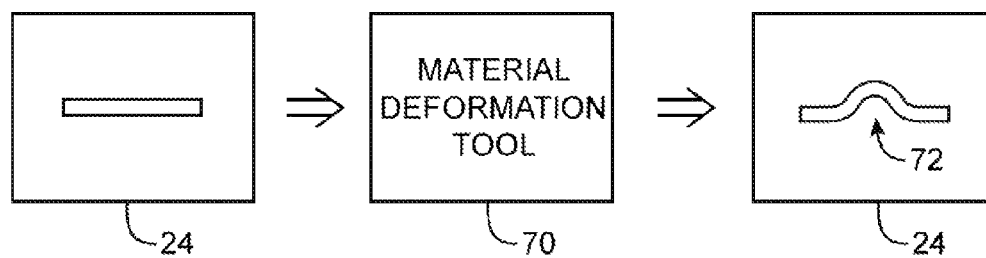 MATERIAL
DEFORMATION
TOOL
72
24
70
24